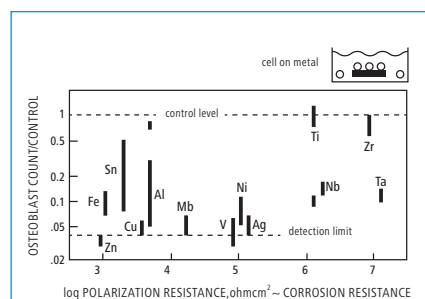 cell on metal
OSTEOBLAST COUNT/CONTROL
1
control level
Ti
Zr
0.5
Sn
0.2
Al
Ni
Nb
Ta
0.1
Fe
Mb
.05
Cu
V
Ag
detection limit
Zn
.02
3 4 5 6 7
log POLARIZATION RESISTANCE,ohmcm² ~ CORROSION RESISTANCE